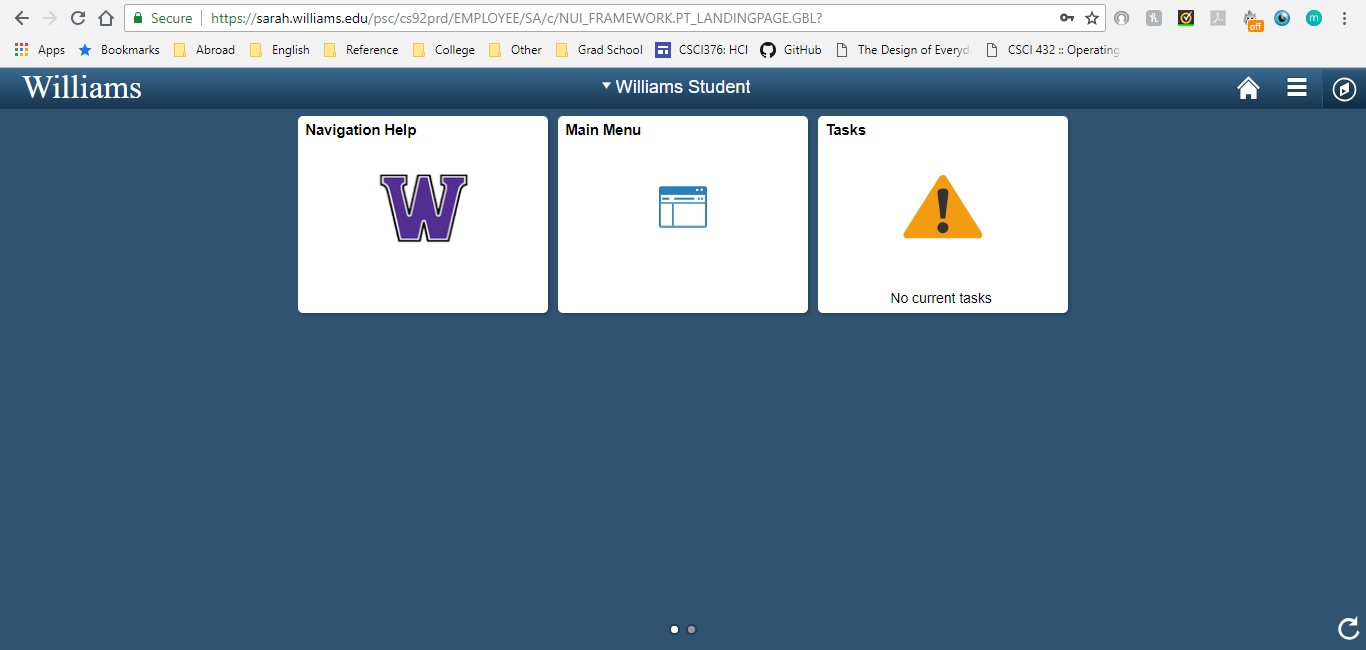 Secure https://sarah.williams.edu/psc/cs92prd/EMPLOYEE/SA/c/NUI_FRAMEWORK.PT_LANDINGPAGE.GBL?
off
m
Apps Bookmarks Abroad English Reference College Other Grad School CSCI376: HCI GitHub The Design of Everyd CSCI 432 :: Operating
Williams
Williams Student
Navigation Help Main Menu Tasks
W
No current tasks